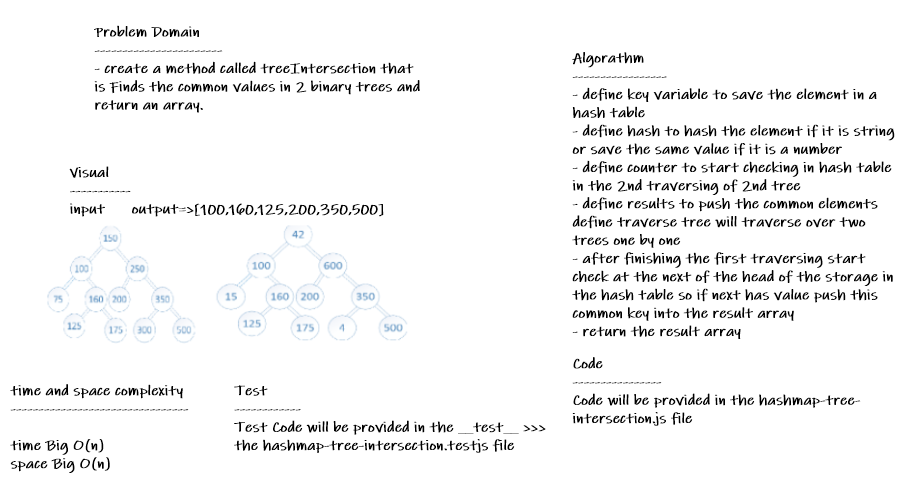 Problem Domain
------------------------
- create a method called treeIntersection that
is Finds the common values in 2 binary trees and
return an array.
Visual
-----------
input output=>[100,160,125,200,350,500]
150
100 250
75 160 200 350
125 175 300 500
42
100 600
15 160 200 350
125 175 4 500
time and space complexity
--------------------------------
time Big O(n)
space Big O(n)
Test
------------
Test Code will be provided in the __test__ >>>
the hashmap-tree-intersection.testjs file
Algorathm
-----------------
- define key variable to save the element in a
hash table
- define hash to hash the element if it is string
or save the same value if it is a number
- define counter to start checking in hash table
in the 2nd traversing of 2nd tree
- define results to push the common elements
define traverse tree will traverse over two
trees one by one
- after finishing the first traversing start
check at the next of the head of the storage in
the hash table so if next has value push this
common key into the result array
- return the result array
Code
----------------
Code will be provided in the hashmap-tree-
intersection.js file